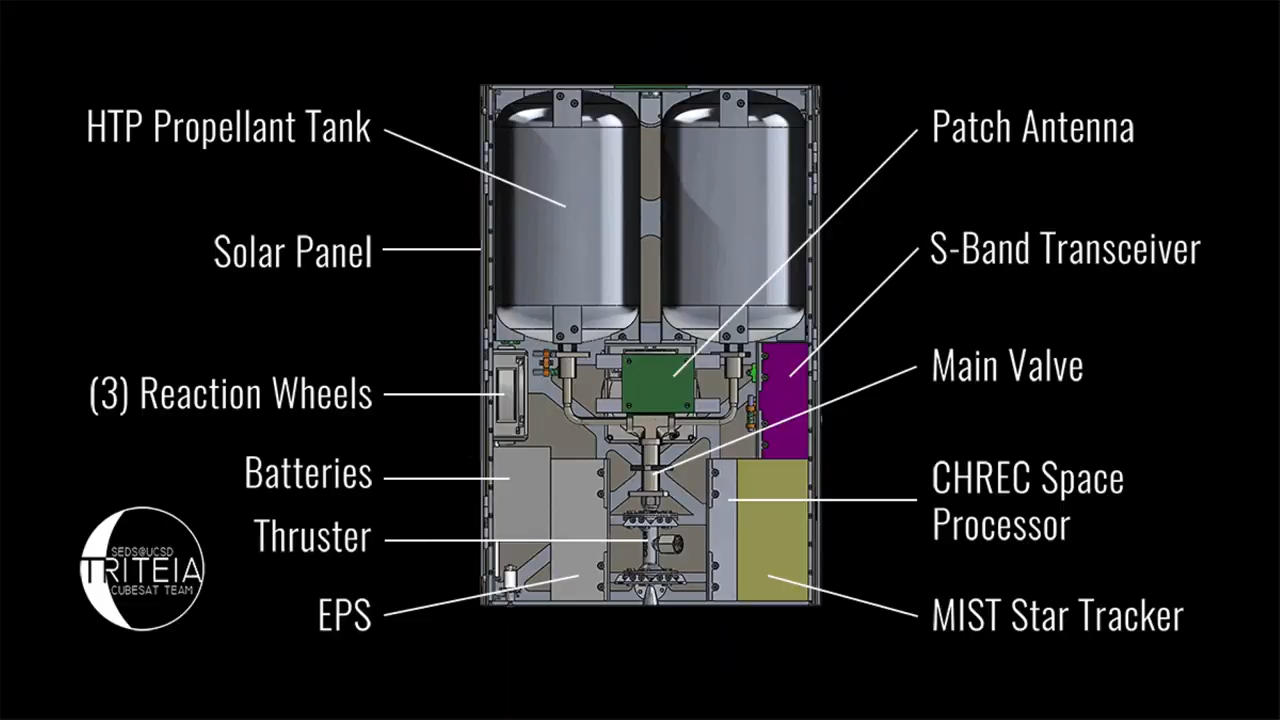 HTP Propellant Tank
Solar Panel
(3) Reaction Wheels
Batteries
Thruster
EPS
Patch Antenna
S-Band Transceiver
Main Valve
CHREC Space
Processor
MIST Star Tracker
SEDS@UCSD
TRITEIA
CUBESAT TEAM